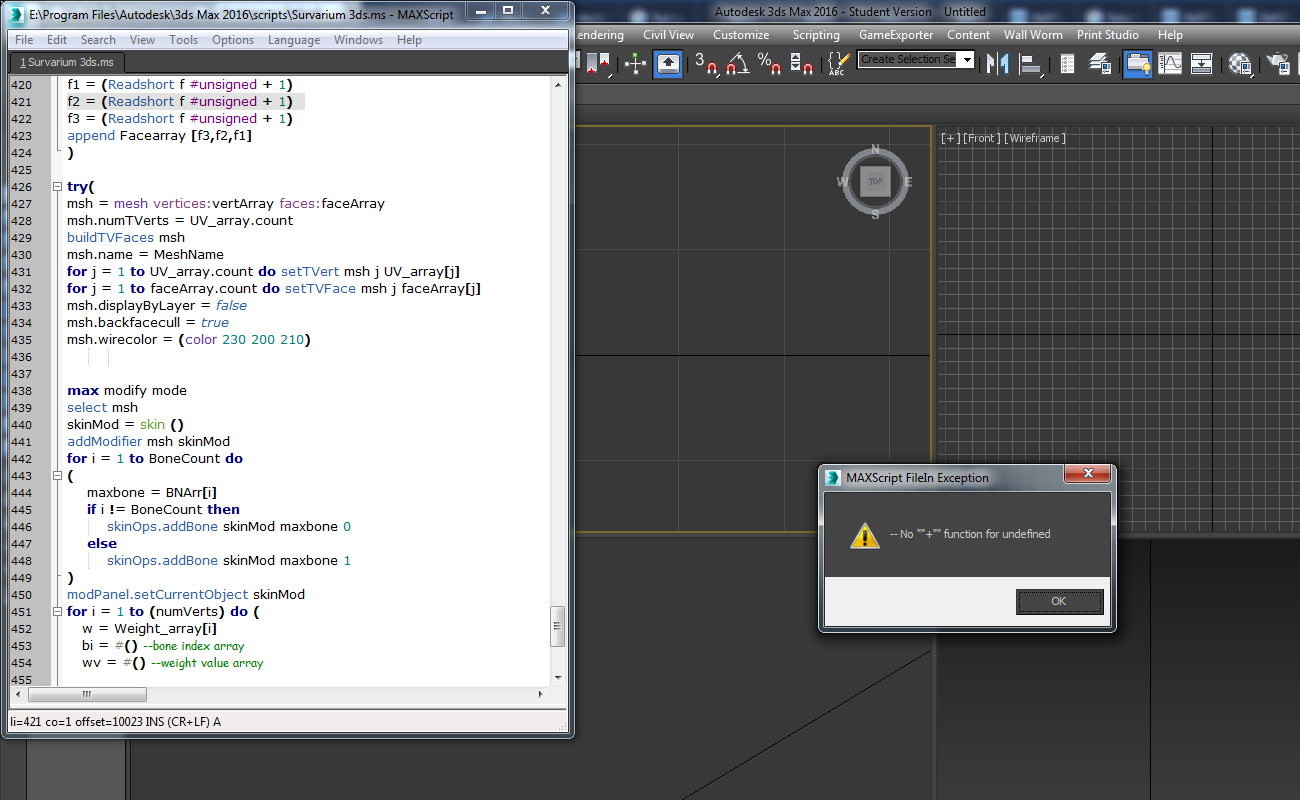 E:\Program Files\Autodesk\3ds Max 2016\scripts\Survarium 3ds.ms - MAXScript
File Edit Search View Tools Options Language Windows Help
1 Survarium 3ds.ms
420 f1 = (Readshort f #unsigned + 1)
421 f2 = (Readshort f #unsigned + 1)
422 f3 = (Readshort f #unsigned + 1)
423 append Facearray [f3,f2,f1]
424 )
425
426 try(
427 msh = mesh vertices:vertArray faces:faceArray
428 msh.numTVerts = UV_array.count
429 buildTVFaces msh
430 msh.name = MeshName
431 for j = 1 to UV_array.count do setTVert msh j UV_array[j]
432 for j = 1 to faceArray.count do setTVFace msh j faceArray[j]
433 msh.displayByLayer = false
434 msh.backfacecull = true
435 msh.wirecolor = (color 230 200 210)
436
437
438 max modify mode
439 select msh
440 skinMod = skin ()
441 addModifier msh skinMod
442 for i = 1 to BoneCount do
443 (
444 maxbone = BNArr[i]
445 if i != BoneCount then
446 skinOps.addBone skinMod maxbone 0
447 else
448 skinOps.addBone skinMod maxbone 1
449 )
450 modPanel.setCurrentObject skinMod
451 for i = 1 to (numVerts) do (
452 w = Weight_array[i]
453 bi = #() --bone index array
454 wv = #() --weight value array
455
li=421 co=1 offset=10023 INS (CR+LF) A
Autodesk 3ds Max 2016 - Student Version Untitled
endering Civil View Customize Scripting GameExporter Content Wall Worm Print Studio Help
3 % ABC Create Selection Se
N
W TOP E
S
[+] [Front] [Wireframe]
MAXScript FileIn Exception
-- No ""+"" function for undefined
OK